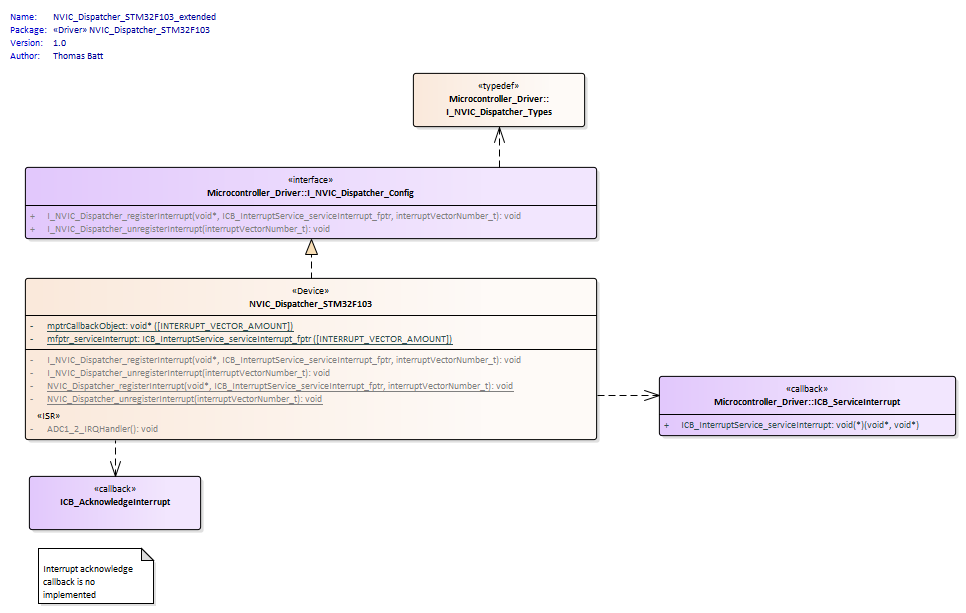 Name: NVIC_Dispatcher_STM32F103_extended
Package: «Driver» NVIC_Dispatcher_STM32F103
Version: 1.0
Author: Thomas Batt
«typedef»
Microcontroller_Driver::
I_NVIC_Dispatcher_Types
«interface»
Microcontroller_Driver::I_NVIC_Dispatcher_Config
+ I_NVIC_Dispatcher_registerInterrupt(void*, ICB_InterruptService_serviceInterrupt_fptr, interruptVectorNumber_t): void
+ I_NVIC_Dispatcher_unregisterInterrupt(interruptVectorNumber_t): void
«Device»
NVIC_Dispatcher_STM32F103
- mptrCallbackObject: void* ([INTERRUPT_VECTOR_AMOUNT])
- mfptr_serviceInterrupt: ICB_InterruptService_serviceInterrupt_fptr ([INTERRUPT_VECTOR_AMOUNT])
- I_NVIC_Dispatcher_registerInterrupt(void*, ICB_InterruptService_serviceInterrupt_fptr, interruptVectorNumber_t): void
- I_NVIC_Dispatcher_unregisterInterrupt(interruptVectorNumber_t): void
- NVIC_Dispatcher_registerInterrupt(void*, ICB_InterruptService_serviceInterrupt_fptr, interruptVectorNumber_t): void
- NVIC_Dispatcher_unregisterInterrupt(interruptVectorNumber_t): void
«ISR»
- ADC1_2_IRQHandler(): void
«callback»
Microcontroller_Driver::ICB_ServiceInterrupt
+ ICB_InterruptService_serviceInterrupt: void(*)(void*, void*)
«callback»
ICB_AcknowledgeInterrupt
Interrupt acknowledge
callback is no
implemented